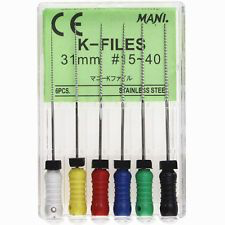 CE MANI.
K-FILES
31mm #15~40
マニーKファイル
6PCS. STAINLESS STEEL